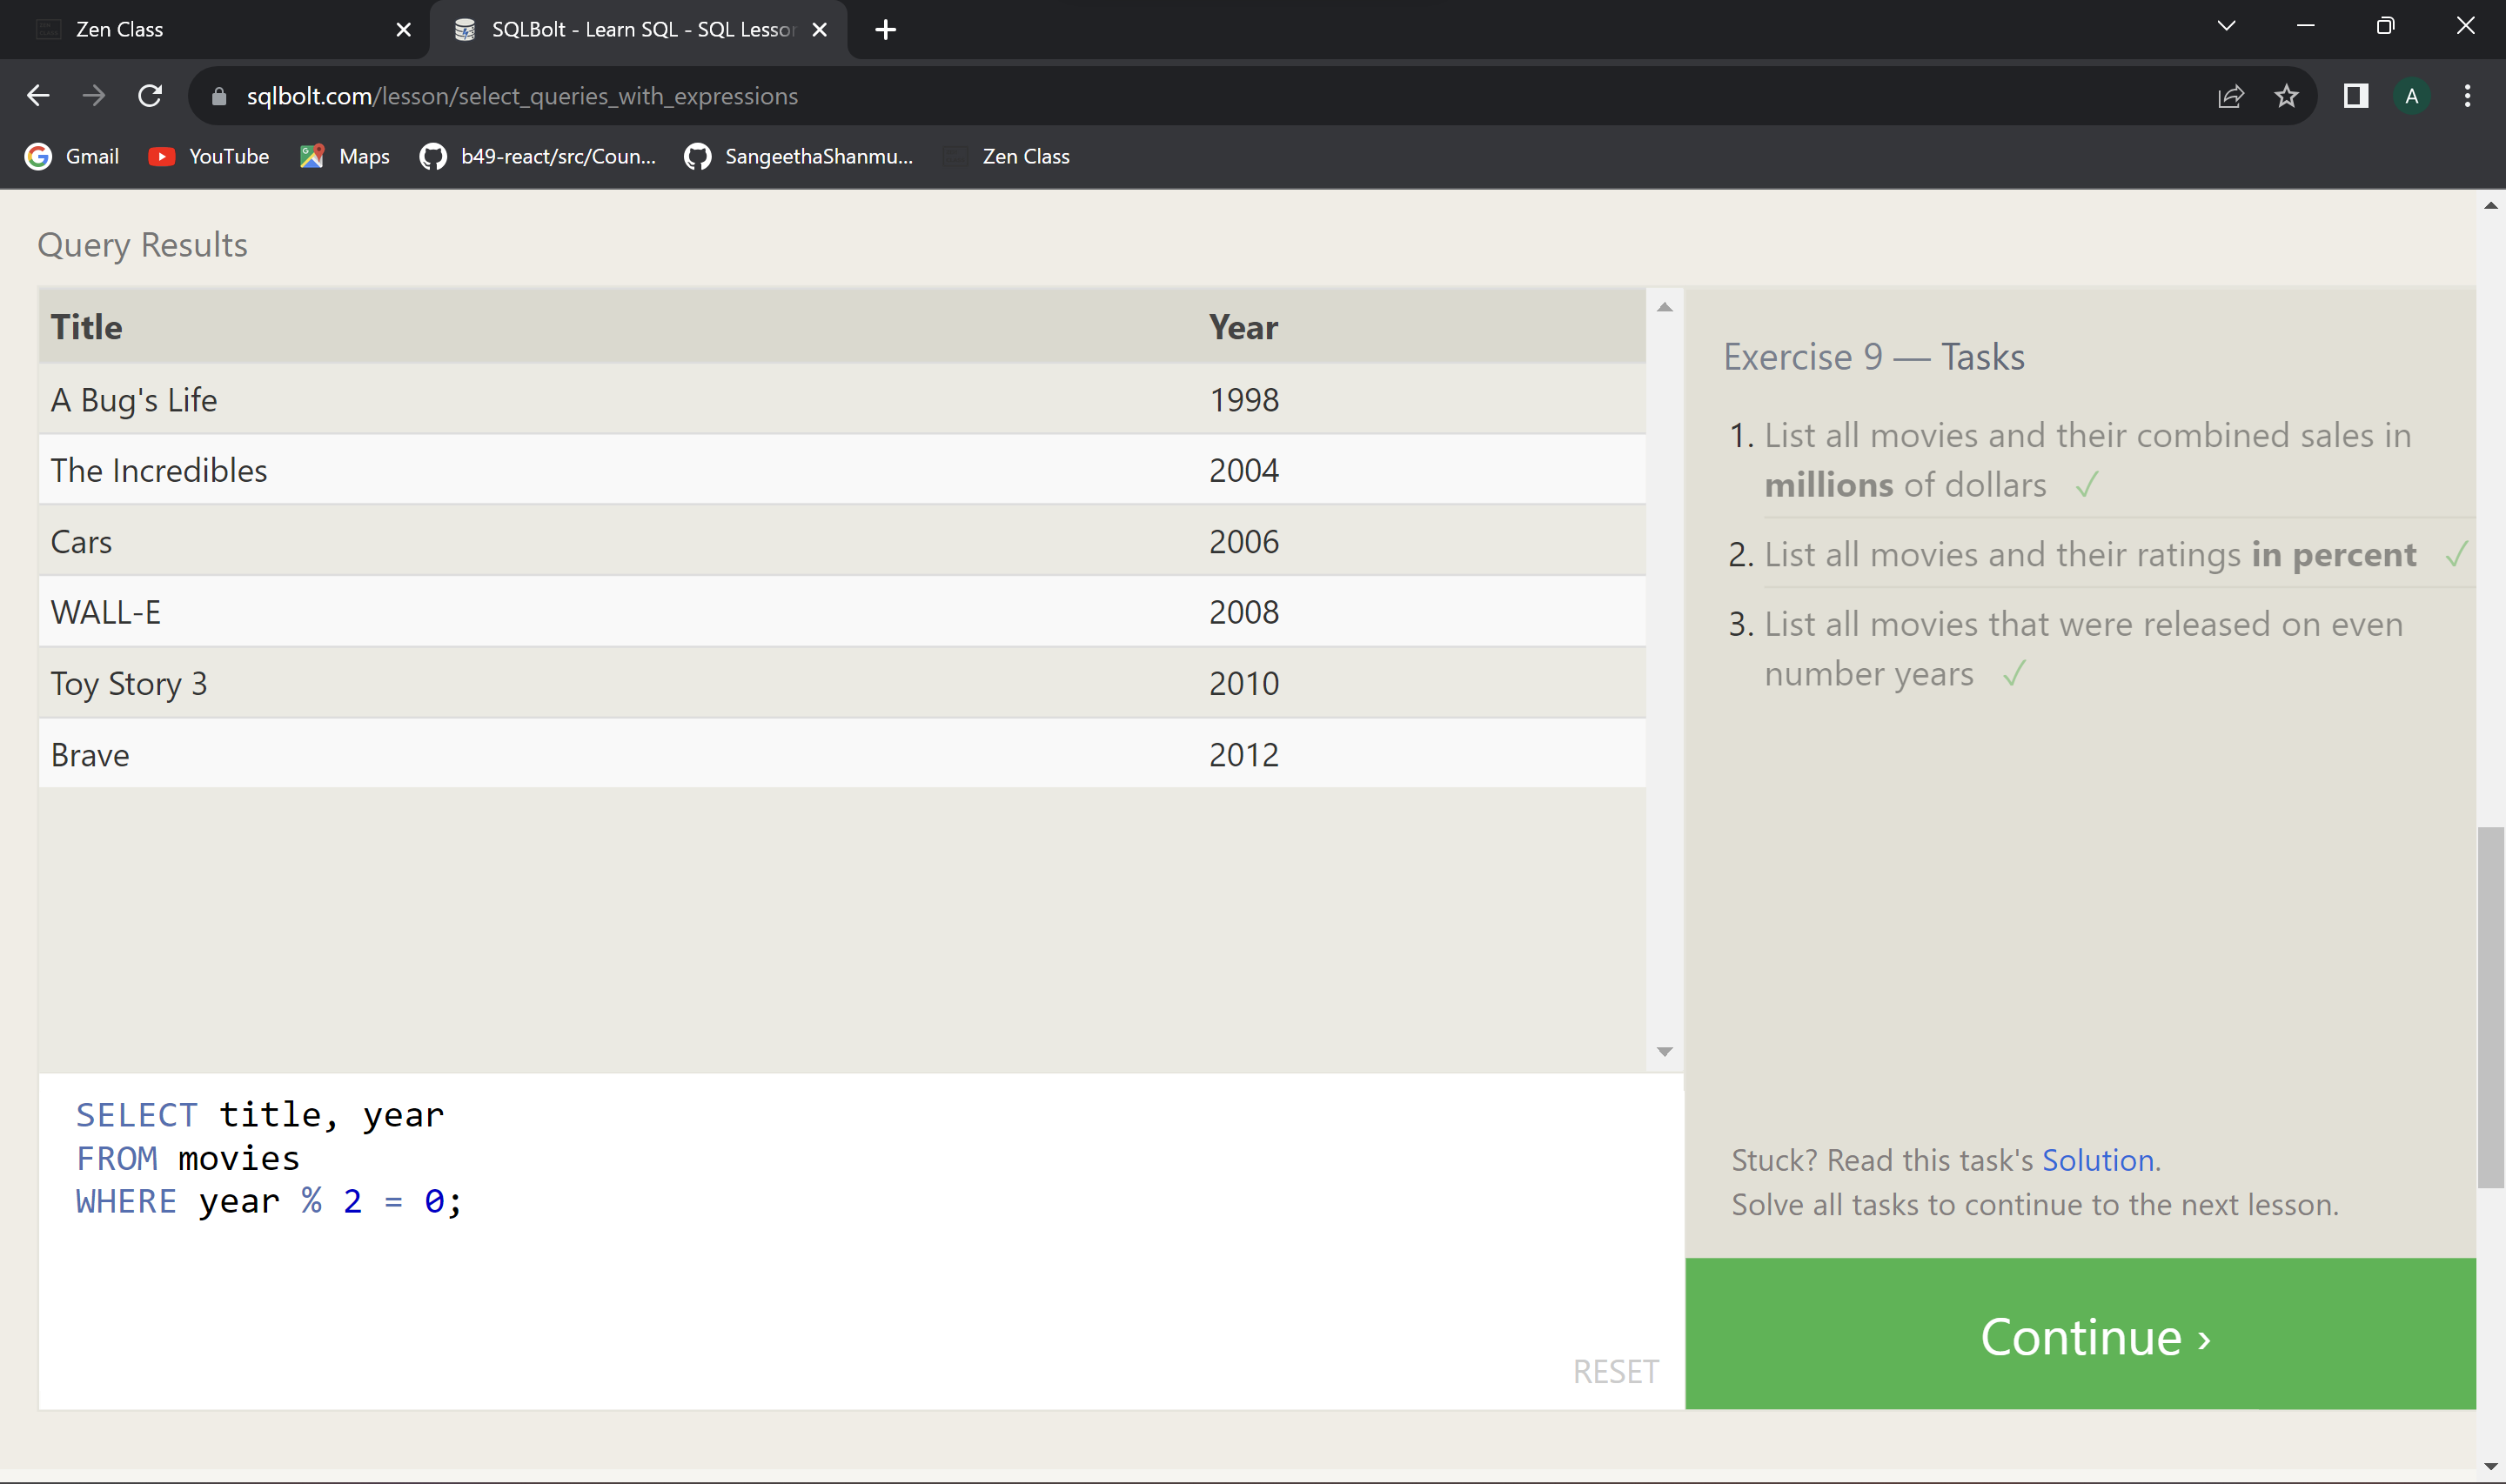 Zen Class
SQLBolt - Learn SQL - SQL Lesson
sqlbolt.com/lesson/select_queries_with_expressions
A
Gmail
YouTube
Maps
b49-react/src/Coun...
SangeethaShanmu...
Zen Class
Query Results
Title Year
A Bug's Life 1998
The Incredibles 2004
Cars 2006
WALL-E 2008
Toy Story 3 2010
Brave 2012
SELECT title, year
FROM movies
WHERE year % 2 = 0;
RESET
Exercise 9 — Tasks
1. List all movies and their combined sales in
millions of dollars ✓
2. List all movies and their ratings in percent ✓
3. List all movies that were released on even
number years ✓
Stuck? Read this task's Solution.
Solve all tasks to continue to the next lesson.
Continue ›